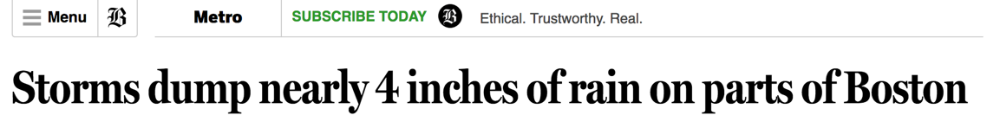 Menu B Metro SUBSCRIBE TODAY B Ethical. Trustworthy. Real.
Storms dump nearly 4 inches of rain on parts of Boston